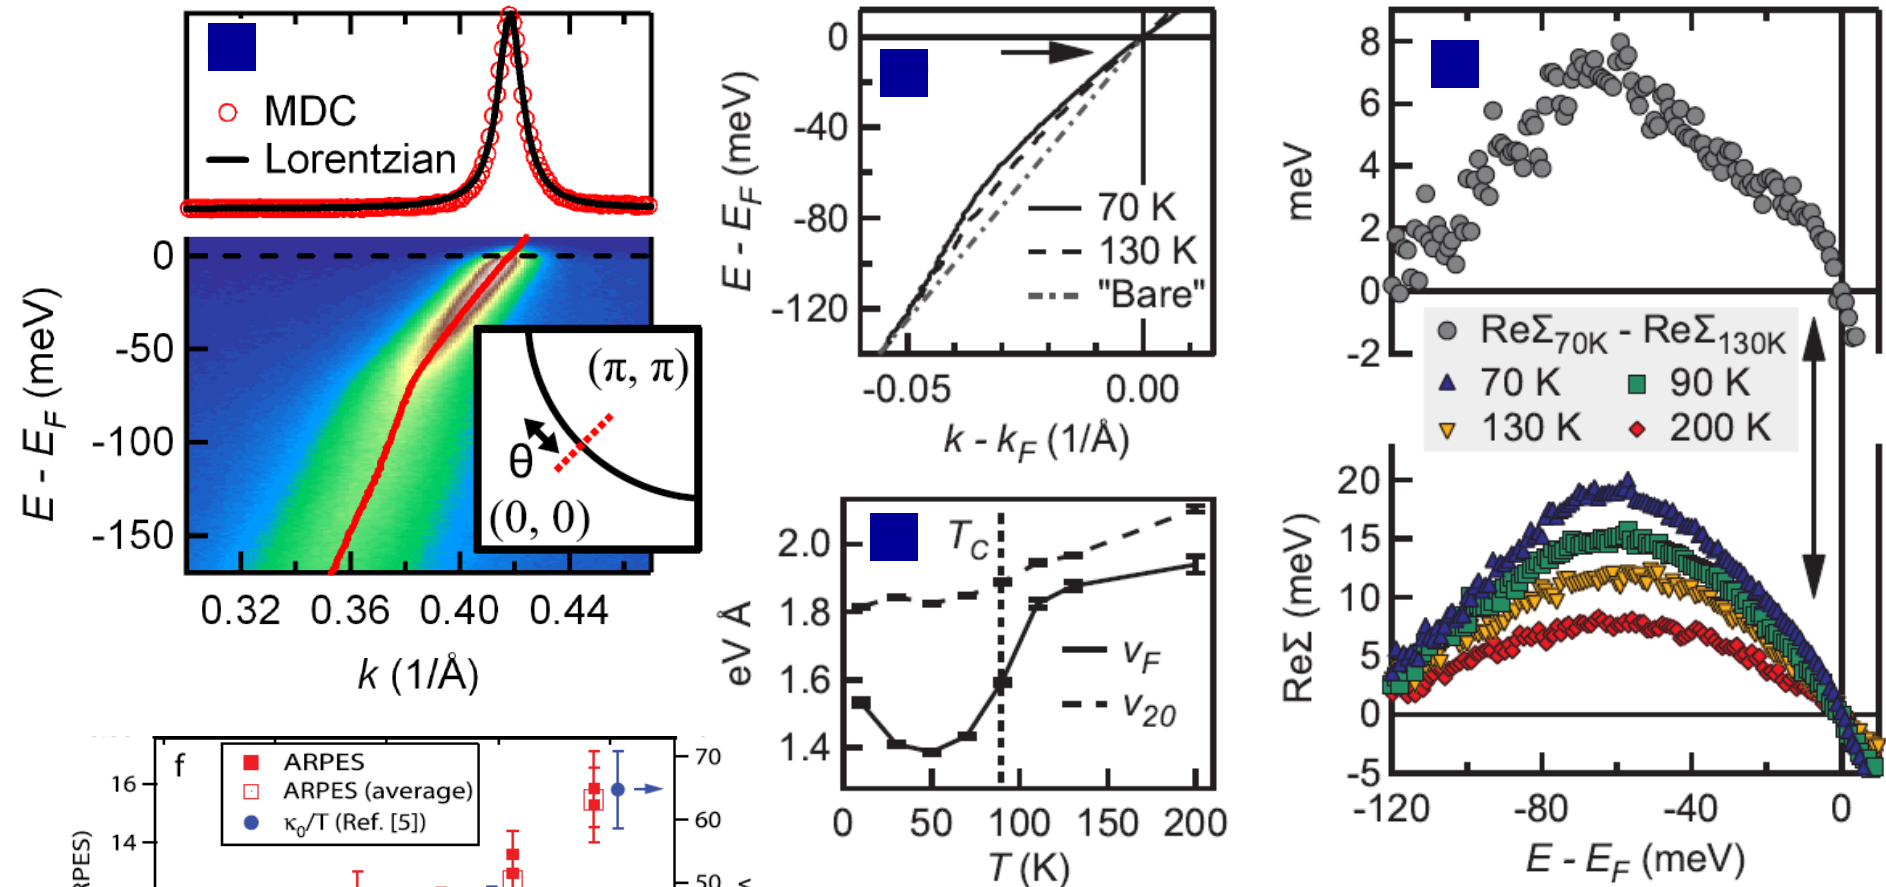 MDC
Lorentzian
0
-50
-100
-150
E - E_F (meV)
(π, π)
θ
(0, 0)
0.32 0.36 0.40 0.44
k (1/Å)
0
-40
-80
-120
E - E_F (meV)
70 K
130 K
"Bare"
-0.05 0.00
k - k_F (1/Å)
2.0
1.8
1.6
1.4
eV Å
T_C
v_F
v_20
0 50 100 150 200
T (K)
8
6
4
2
0
-2
meV
ReΣ_70K - ReΣ_130K
70 K 90 K
130 K 200 K
20
15
10
5
0
-5
ReΣ (meV)
-120 -80 -40 0
E - E_F (meV)
f
ARPES
ARPES (average)
κ_0/T (Ref. [5])
16
14
70
60
50